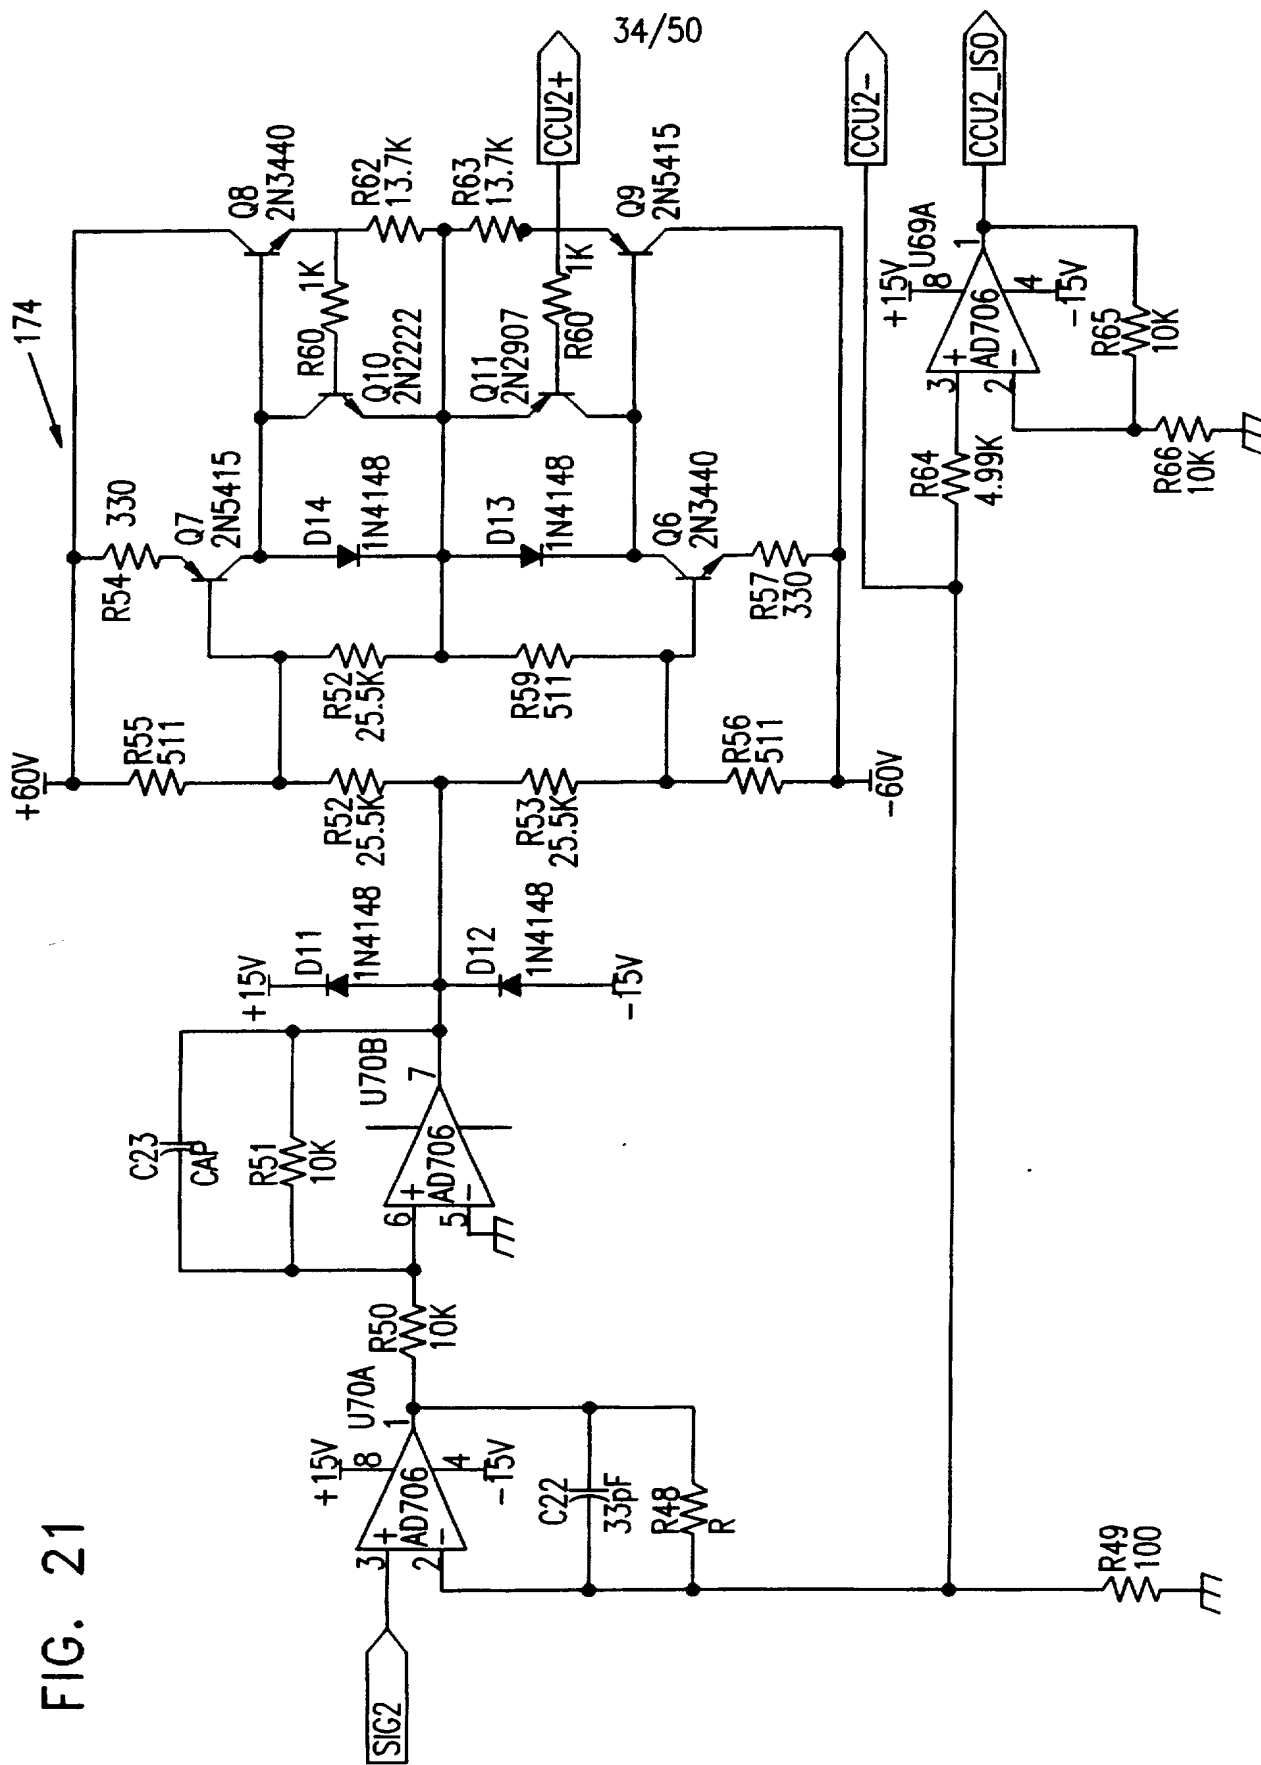 34/50
FIG. 21
174
SIG2
3
+
2
-
AD706
+15V
8
4
-15V
U70A
1
C22
33pF
R48
R
R49
100
R50
10K
C23
CAP
R51
10K
6
+
5
-
AD706
U70B
7
+15V
D11
1N4148
D12
1N4148
-15V
+60V
R55
511
R52
25.5K
R53
25.5K
R56
511
-60V
R52
25.5K
R59
511
R54
330
Q7
2N5415
D14
1N4148
D13
1N4148
Q6
2N3440
R57
330
R60
1K
Q10
2N2222
Q11
2N2907
R60
1K
Q8
2N3440
R62
13.7K
R63
13.7K
Q9
2N5415
CCU2+
CCU2-
CCU2_ISO
R64
4.99K
3
+
2
-
AD706
+15V
8
4
-15V
U69A
1
R65
10K
R66
10K